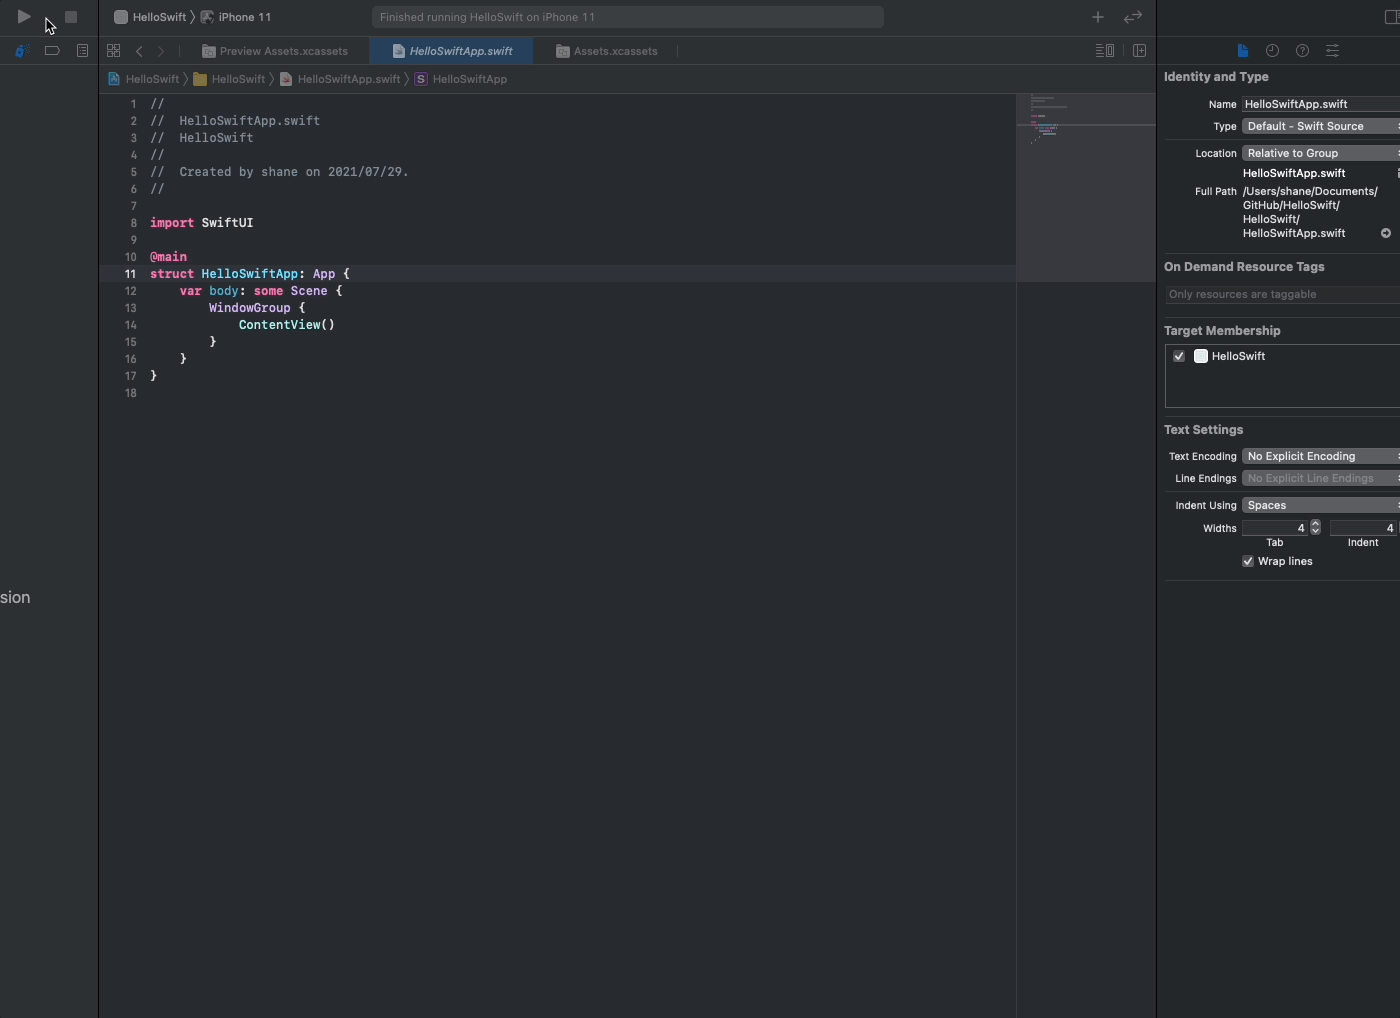 HelloSwift 〉 iPhone 11
Finished running HelloSwift on iPhone 11
Preview Assets.xcassets
HelloSwiftApp.swift
Assets.xcassets
HelloSwift 〉 HelloSwift 〉 HelloSwiftApp.swift 〉 S HelloSwiftApp
1 //
2 //  HelloSwiftApp.swift
3 //  HelloSwift
4 //
5 //  Created by shane on 2021/07/29.
6 //
7
8 import SwiftUI
9
10 @main
11 struct HelloSwiftApp: App {
12     var body: some Scene {
13         WindowGroup {
14             ContentView()
15         }
16     }
17 }
18
sion
Identity and Type
Name HelloSwiftApp.swift
Type Default - Swift Source
Location Relative to Group
HelloSwiftApp.swift
Full Path /Users/shane/Documents/
GitHub/HelloSwift/
HelloSwift/
HelloSwiftApp.swift
On Demand Resource Tags
Only resources are taggable
Target Membership
HelloSwift
Text Settings
Text Encoding No Explicit Encoding
Line Endings No Explicit Line Endings
Indent Using Spaces
Widths 4 4
Tab Indent
Wrap lines